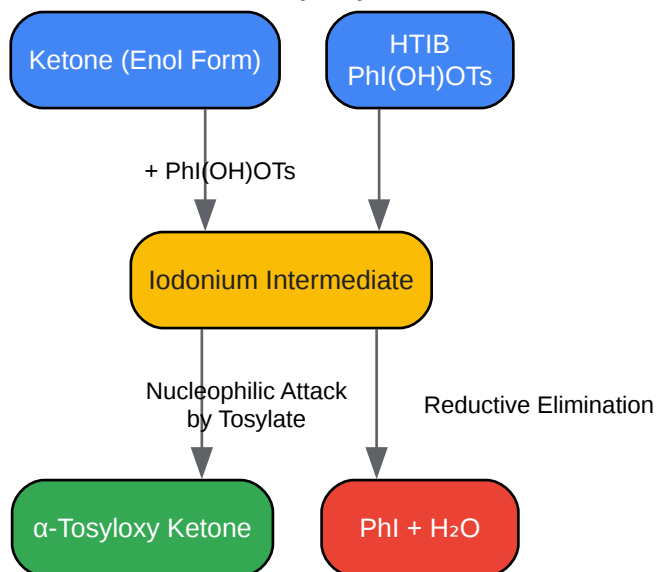 Ketone (Enol Form)
HTIB
PhI(OH)OTs
+ PhI(OH)OTs
Iodonium Intermediate
Nucleophilic Attack
by Tosylate
Reductive Elimination
α-Tosyloxy Ketone
PhI + H₂O